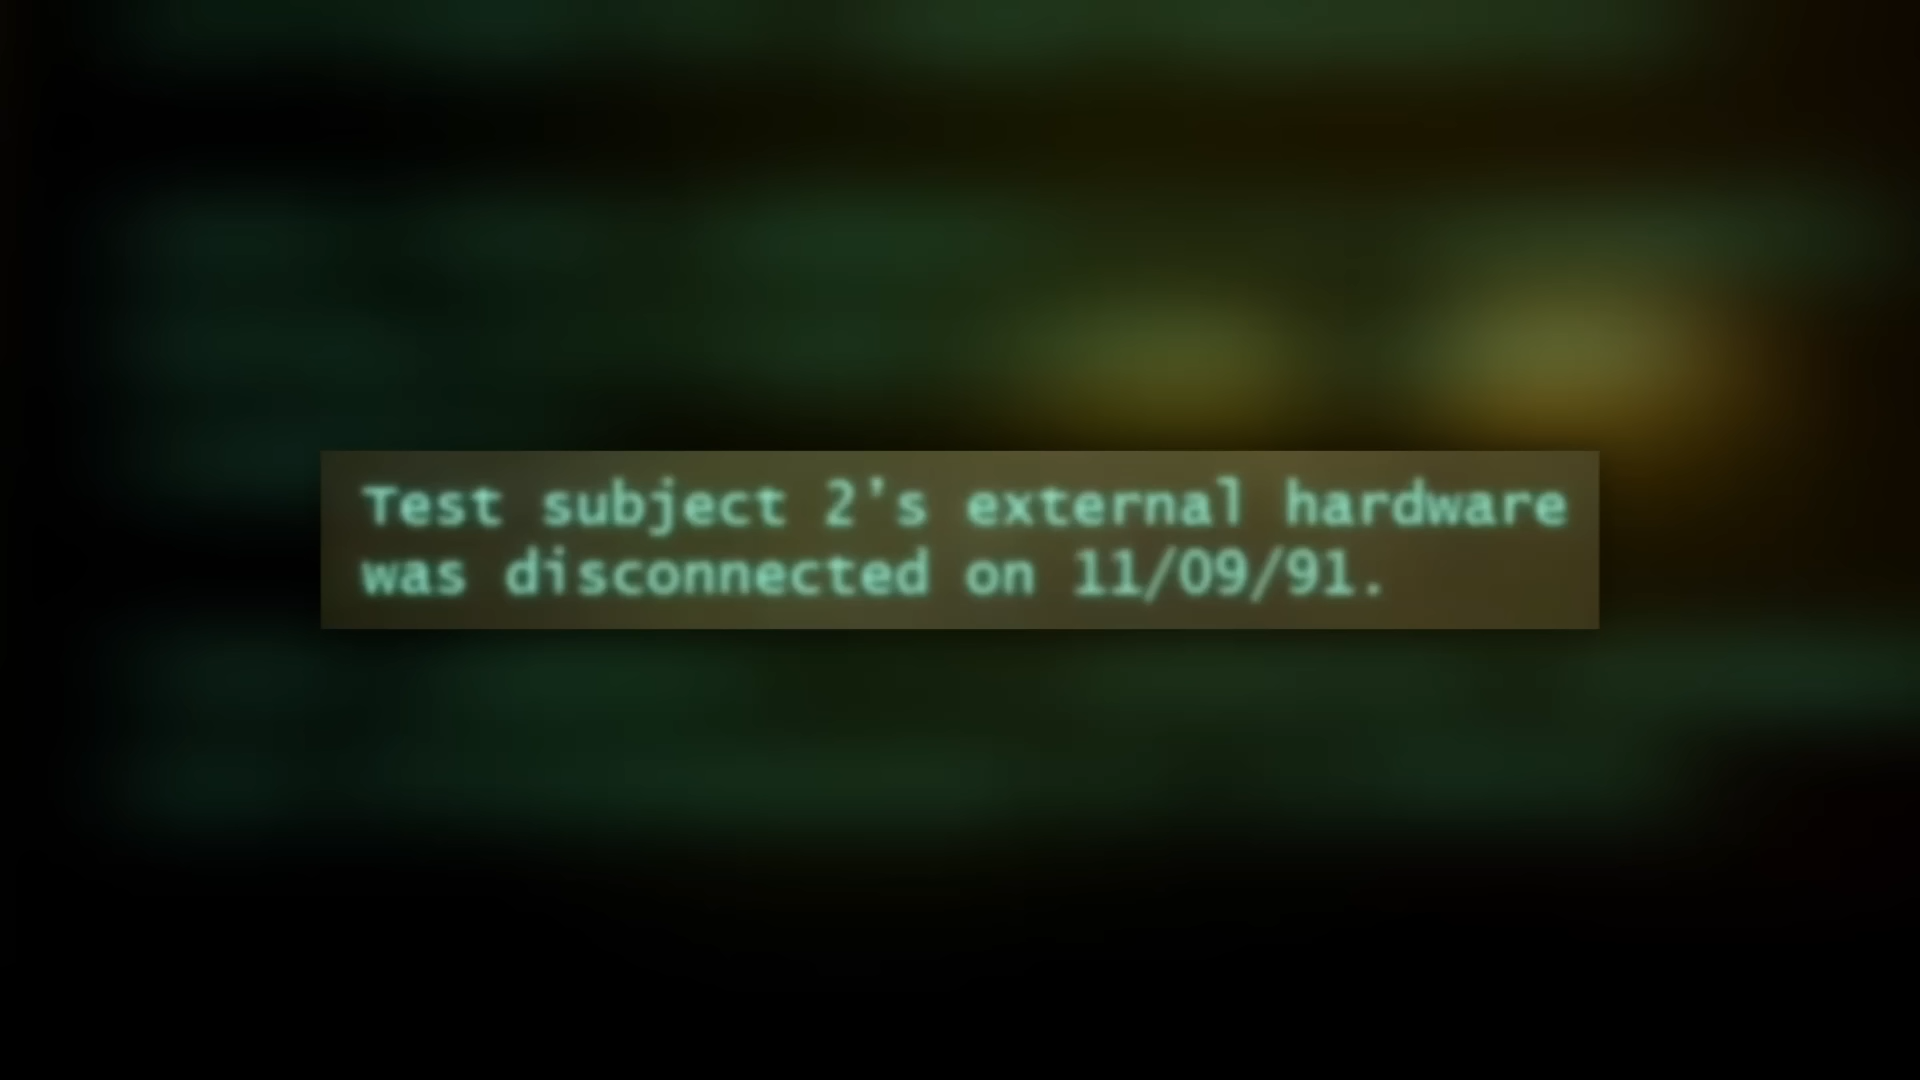 Test subject 2's external hardware
was disconnected on 11/09/91.